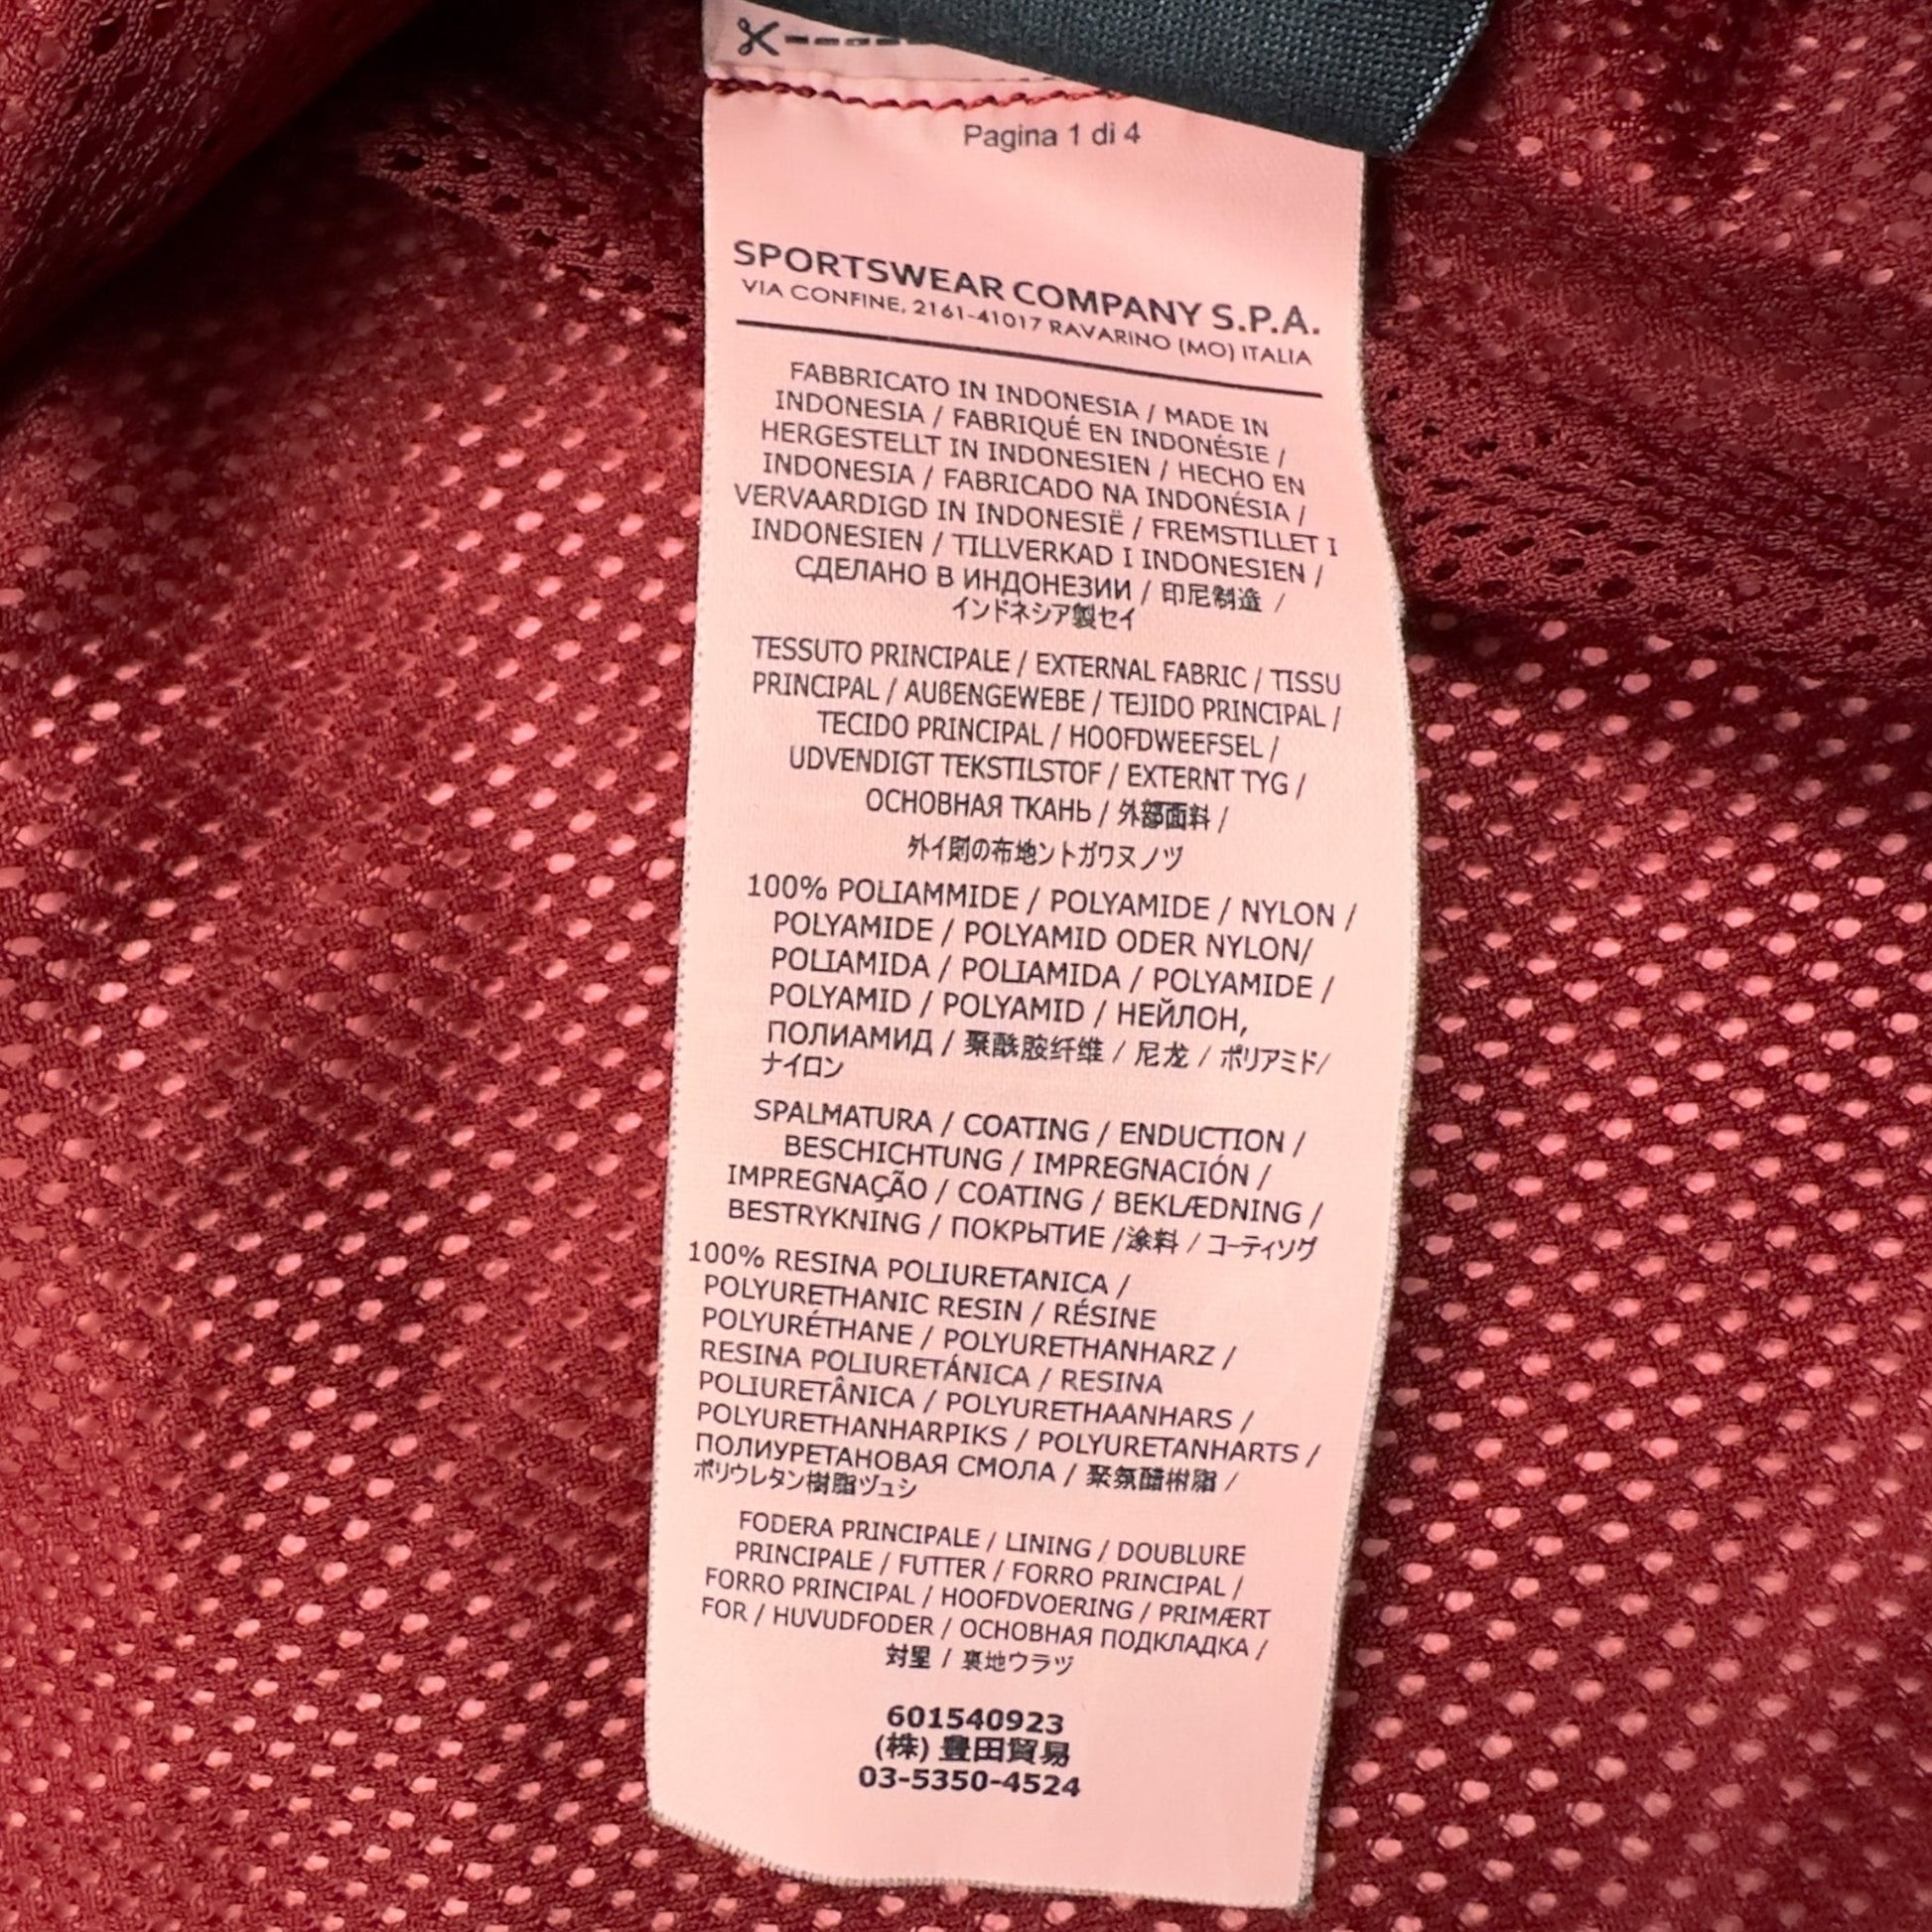 Pagina 1 di 4
SPORTSWEAR COMPANY S.P.A.
VIA CONFINE, 2161-41017 RAVARINO (MO) ITALIA
FABBRICATO IN INDONESIA / MADE IN
INDONESIA / FABRIQUÉ EN INDONÉSIE /
HERGESTELLT IN INDONESIEN / HECHO EN
INDONESIA / FABRICADO NA INDONÉSIA /
VERVAARDIGD IN INDONESIË / FREMSTILLET I
INDONESIEN / TILLVERKAD I INDONESIEN /
СДЕЛАНО В ИНДОНЕЗИИ / 印尼制造 /
インドネシア製セイ
TESSUTO PRINCIPALE / EXTERNAL FABRIC / TISSU
PRINCIPAL / AUßENGEWEBE / TEJIDO PRINCIPAL /
TECIDO PRINCIPAL / HOOFDWEEFSEL /
UDVENDIGT TEKSTILSTOF / EXTERNT TYG /
ОСНОВНАЯ ТКАНЬ / 外部面料 /
外イ則の布地ントガワヌノヅ
100% POLIAMMIDE / POLYAMIDE / NYLON /
POLYAMIDE / POLYAMID ODER NYLON/
POLIAMIDA / POLIAMIDA / POLYAMIDE /
POLYAMID / POLYAMID / НЕЙЛОН,
ПОЛИАМИД / 聚酰胺纤维 / 尼龙 / ポリアミド/
ナイロン
SPALMATURA / COATING / ENDUCTION /
BESCHICHTUNG / IMPREGNACIÓN /
IMPREGNAÇÃO / COATING / BEKLÆDNING /
BESTRYKNING / ПОКРЫТИЕ /涂料 / コーティソグ
100% RESINA POLIURETANICA /
POLYURETHANIC RESIN / RÉSINE
POLYURÉTHANE / POLYURETHANHARZ /
RESINA POLIURETÁNICA / RESINA
POLIURETÂNICA / POLYURETHAANHARS /
POLYURETHANHARPIKS / POLYURETANHARTS /
ПОЛИУРЕТАНОВАЯ СМОЛА / 聚氨醋树脂 /
ポリウレタン樹脂ヅュシ
FODERA PRINCIPALE / LINING / DOUBLURE
PRINCIPALE / FUTTER / FORRO PRINCIPAL /
FORRO PRINCIPAL / HOOFDVOERING / PRIMÆRT
FOR / HUVUDFODER / ОСНОВНАЯ ПОДКЛАДКА /
/ 裏地ウラヅ
601540923
(株) 豊田貿易
03-5350-4524